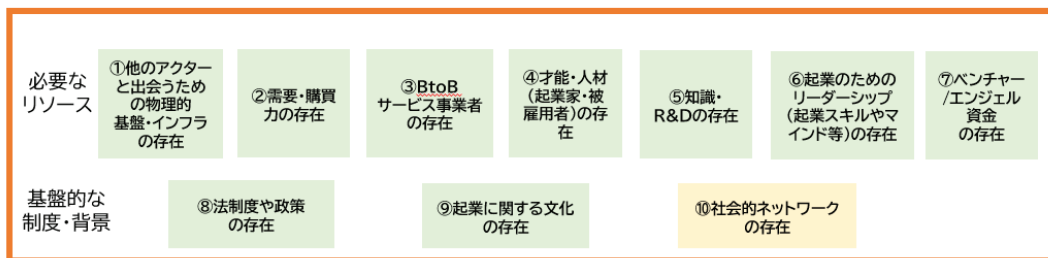 必要な
リソース
①他のアクター
と出会うため
の物理的
基盤・インフラ
の存在
②需要・購買
力の存在
③BtoB
サービス事業者
の存在
④才能・人材
(起業家・被
雇用者)の存
在
⑤知識・
R&Dの存在
⑥起業のための
リーダーシップ
(起業スキルやマ
インド等)の存在
⑦ベンチャー
/エンジェル
資金
の存在
基盤的な
制度・背景
⑧法制度や政策
の存在
⑨起業に関する文化
の存在
⑩社会的ネットワーク
の存在